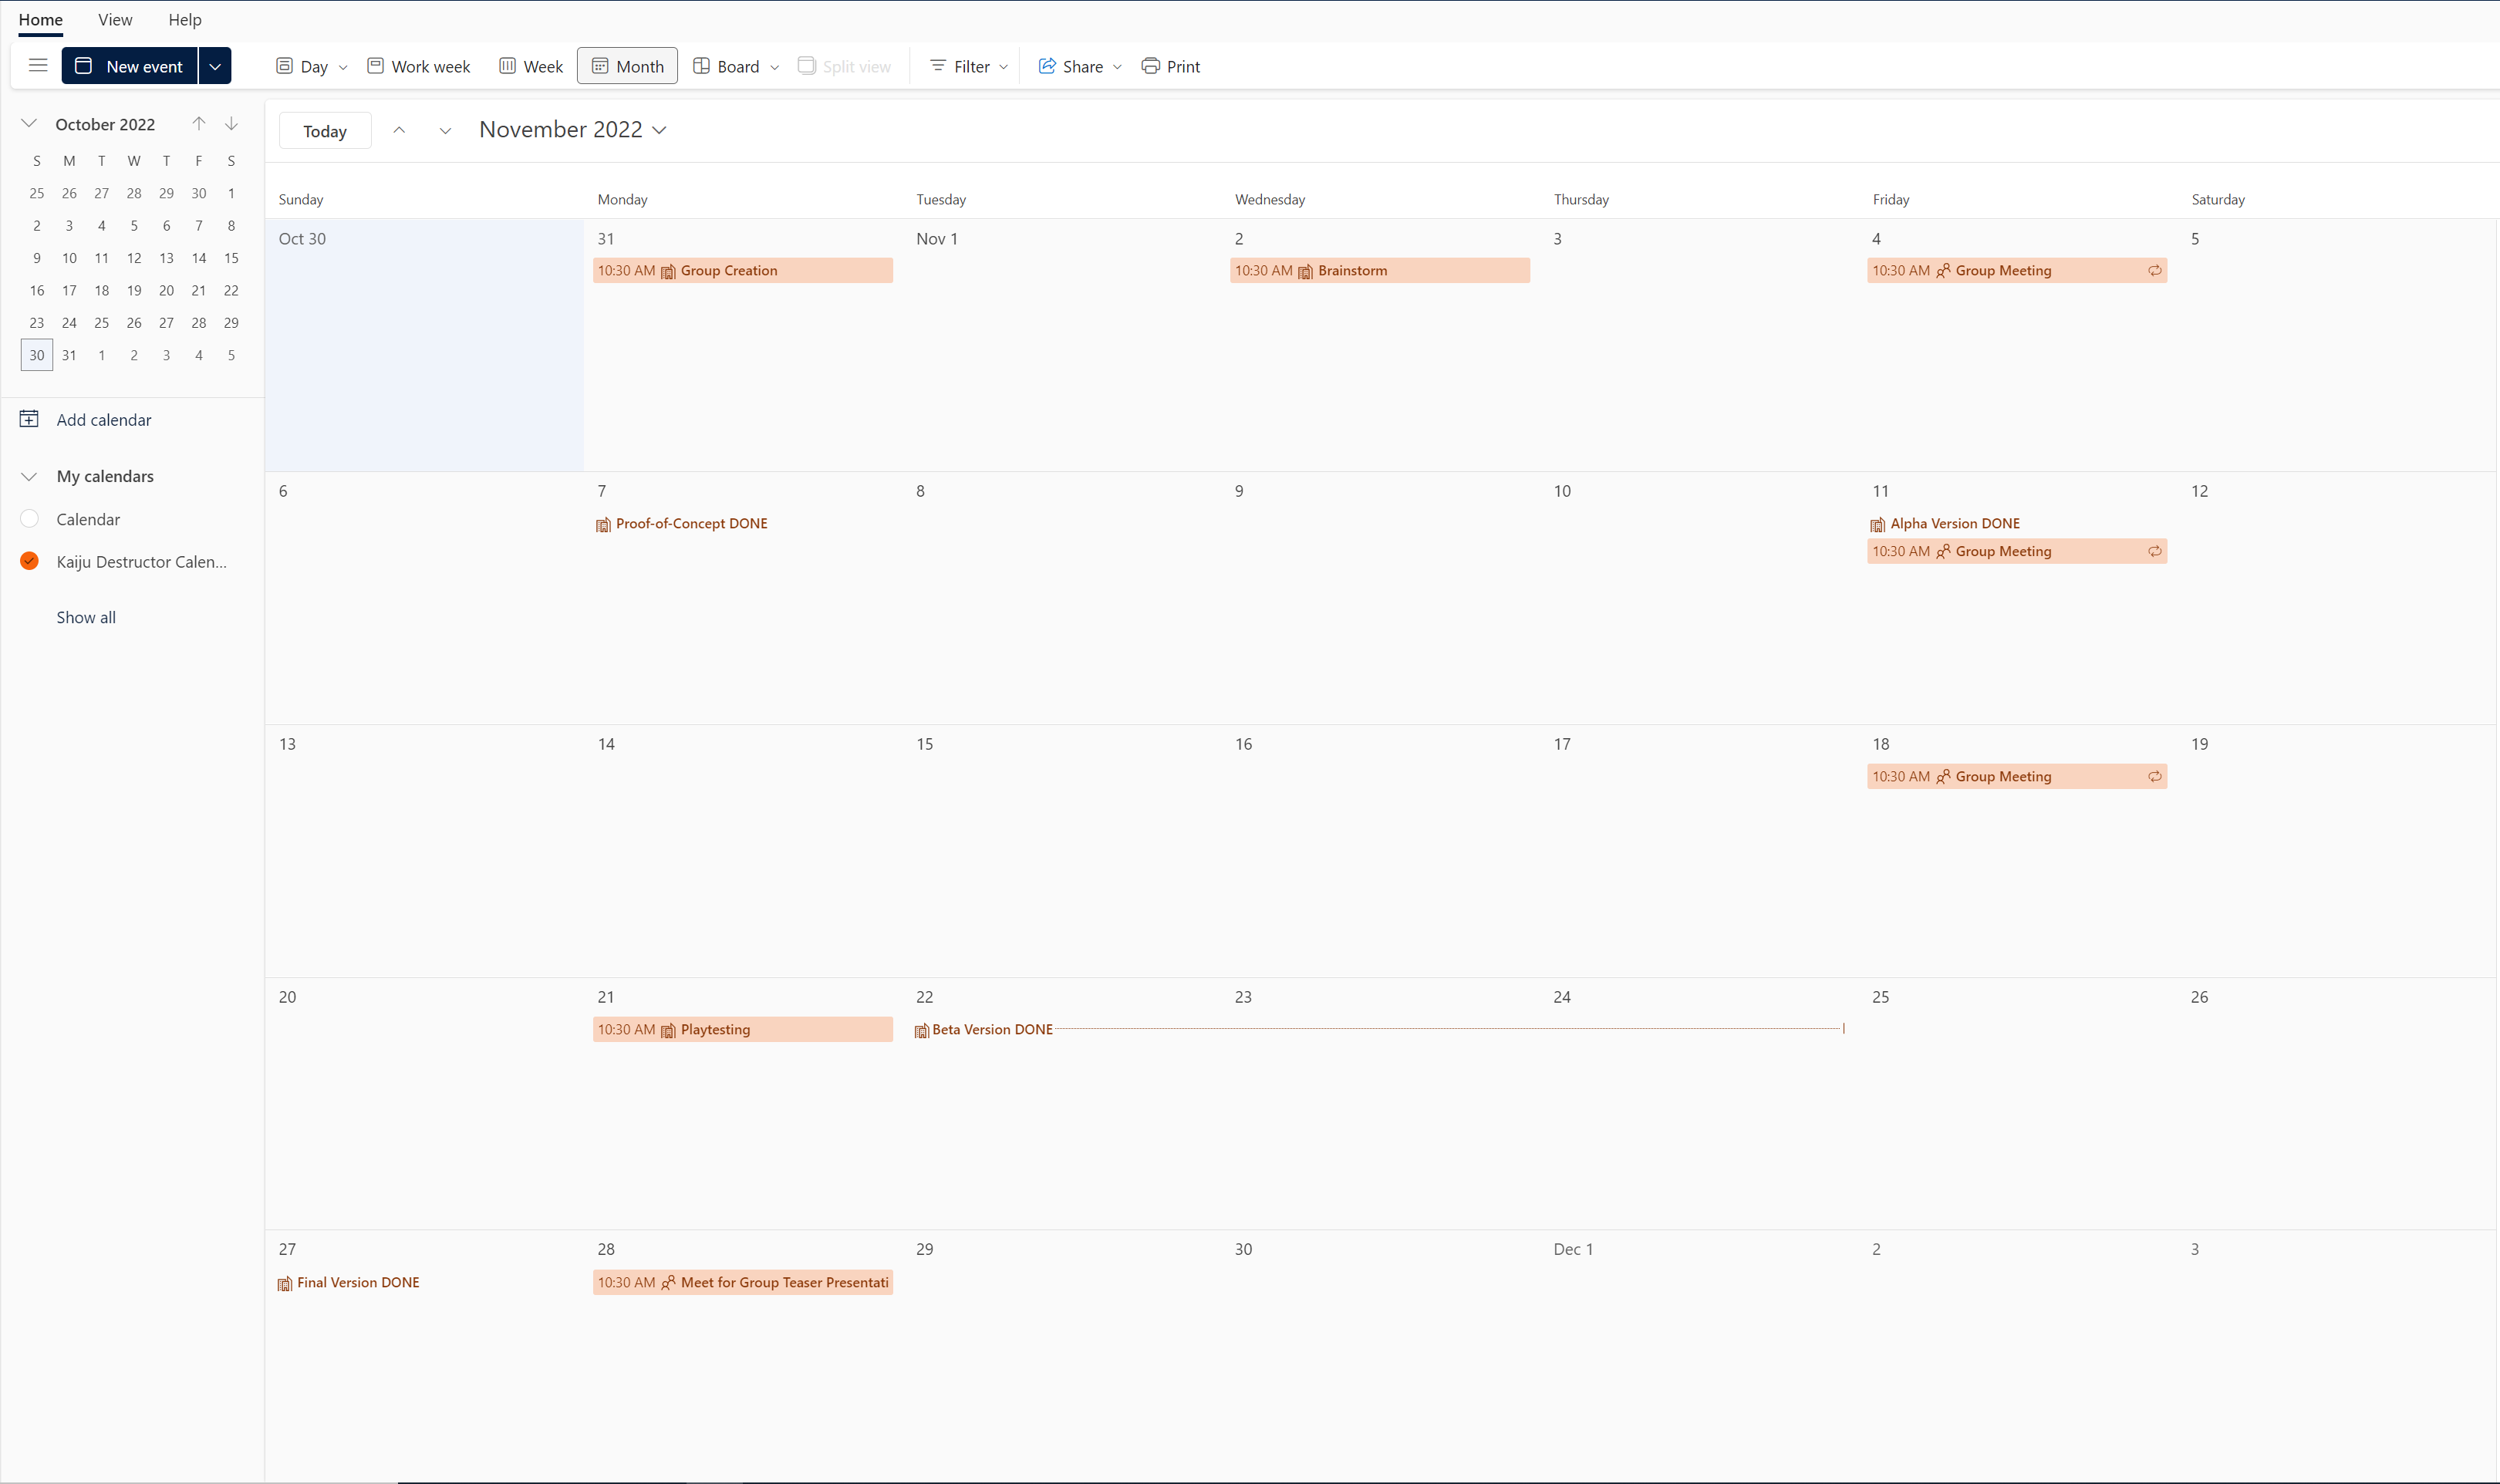 Home View Help
New event Day Work week Week Month Board Split view Filter Share Print
October 2022
S M T W T F S
25 26 27 28 29 30 1
2 3 4 5 6 7 8
9 10 11 12 13 14 15
16 17 18 19 20 21 22
23 24 25 26 27 28 29
30 31 1 2 3 4 5
Add calendar
My calendars
Calendar
Kaiju Destructor Calen...
Show all
Today November 2022
Sunday Monday Tuesday Wednesday Thursday Friday Saturday
Oct 30 31 Nov 1 2 3 4 5
10:30 AM Group Creation 10:30 AM Brainstorm 10:30 AM Group Meeting
6 7 8 9 10 11 12
Proof-of-Concept DONE Alpha Version DONE
10:30 AM Group Meeting
13 14 15 16 17 18 19
10:30 AM Group Meeting
20 21 22 23 24 25 26
10:30 AM Playtesting Beta Version DONE
27 28 29 30 Dec 1 2 3
Final Version DONE 10:30 AM Meet for Group Teaser Presentati